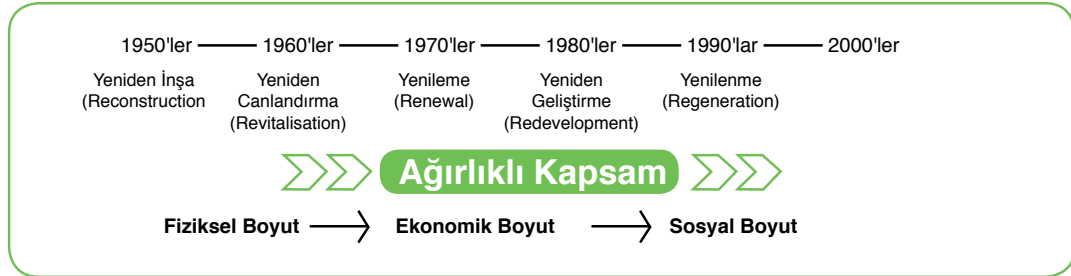 1950'ler 1960'ler 1970'ler 1980'ler 1990'lar 2000'ler
Yeniden İnşa
(Reconstruction
Yeniden
Canlandırma
(Revitalisation)
Yenileme
(Renewal)
Yeniden
Geliştirme
(Redevelopment)
Yenilenme
(Regeneration)
Ağırlıklı Kapsam
Fiziksel Boyut Ekonomik Boyut Sosyal Boyut